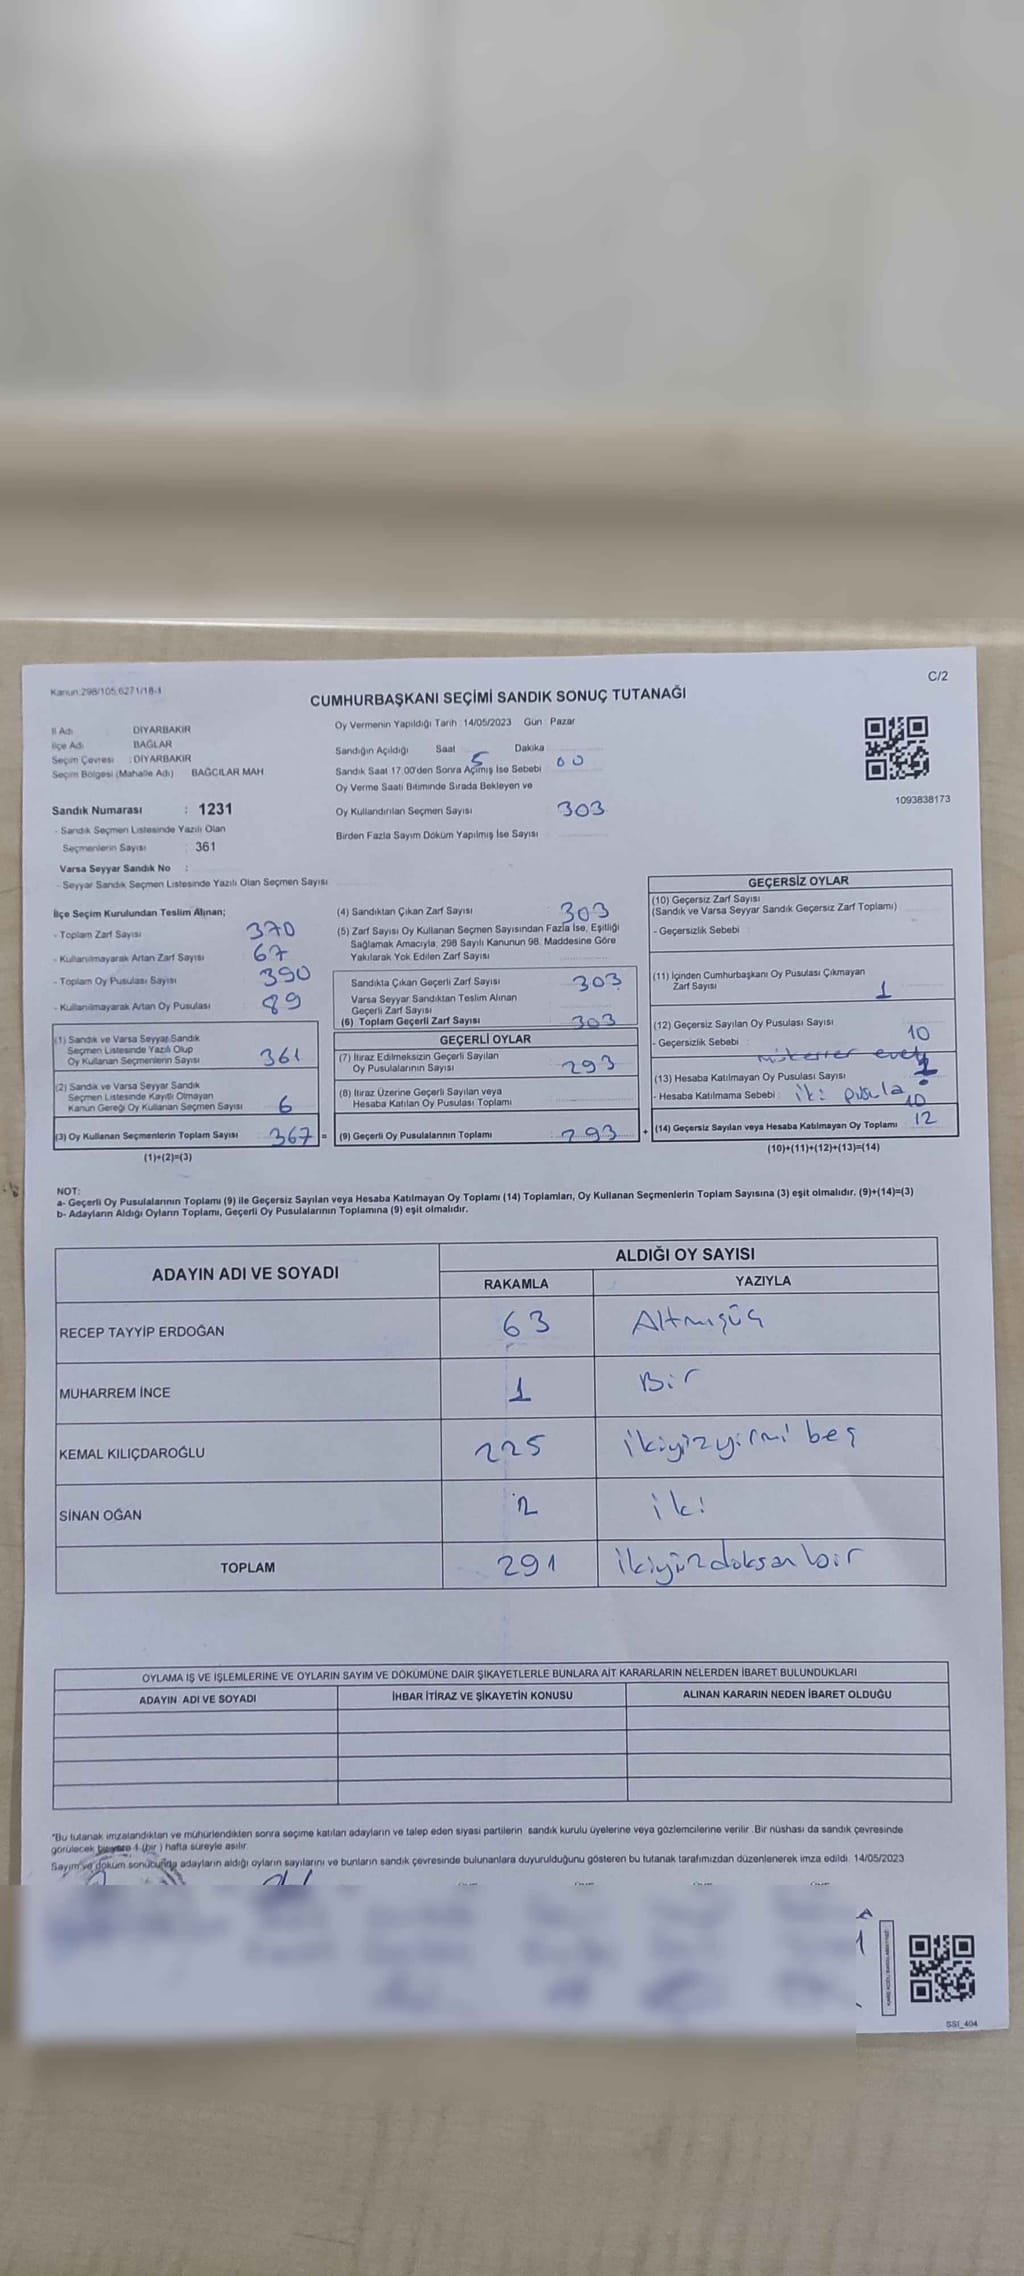 Kanun:298/105,6271/18-4
C/2
CUMHURBAŞKANI SEÇİMİ SANDIK SONUÇ TUTANAĞI
İl Adı DİYARBAKIR
İlçe Adı BAĞLAR
Seçim Çevresi : DİYARBAKIR
Seçim Bölgesi (Mahalle Adı) BAĞCILAR MAH
Sandık Numarası : 1231
- Sandık Seçmen Listesinde Yazılı Olan
Seçmenlerin Sayısı : 361
Varsa Seyyar Sandık No :
- Seyyar Sandık Seçmen Listesinde Yazılı Olan Seçmen Sayısı
Oy Vermenin Yapıldığı Tarih : 14/05/2023 Gün : Pazar
Sandığın Açıldığı Saat 5 Dakika 00
Sandık Saat 17.00'den Sonra Açımış İse Sebebi
Oy Verme Saati Bitiminde Sırada Bekleyen ve
Oy Kullandırılan Seçmen Sayısı 303
Birden Fazla Sayım Döküm Yapılmış İse Sayısı
1093838173
İlçe Seçim Kurulundan Teslim Alınan;
- Toplam Zarf Sayısı 370
- Kullanılmayarak Artan Zarf Sayısı 67
- Toplam Oy Pusulası Sayısı 390
- Kullanılmayarak Artan Oy Pusulası 89
(1) Sandık ve Varsa Seyyar Sandık
Seçmen Listesinde Yazılı Olup
Oy Kullanan Seçmenlerin Sayısı 361
(2) Sandık ve Varsa Seyyar Sandık
Seçmen Listesinde Kayıtlı Olmayan
Kanun Gereği Oy Kullanan Seçmen Sayısı 6
(3) Oy Kullanan Seçmenlerin Toplam Sayısı 367 =
(1)+(2)=(3)
(4) Sandıktan Çıkan Zarf Sayısı 303
(5) Zarf Sayısı Oy Kullanan Seçmen Sayısından Fazla İse, Eşitliği
Sağlamak Amacıyla, 298 Sayılı Kanunun 98. Maddesine Göre
Yakılarak Yok Edilen Zarf Sayısı
Sandıkta Çıkan Geçerli Zarf Sayısı 303
Varsa Seyyar Sandıktan Teslim Alınan
Geçerli Zarf Sayısı
(6) Toplam Geçerli Zarf Sayısı 303
GEÇERLİ OYLAR
(7) İtiraz Edilmeksizin Geçerli Sayılan
Oy Pusulalarının Sayısı 293
(8) İtiraz Üzerine Geçerli Sayılan veya
Hesaba Katılan Oy Pusulası Toplamı
(9) Geçerli Oy Pusulalarının Toplamı : 293 +
GEÇERSİZ OYLAR
(10) Geçersiz Zarf Sayısı
(Sandık ve Varsa Seyyar Sandık Geçersiz Zarf Toplamı)
- Geçersizlik Sebebi
(11) İçinden Cumhurbaşkanı Oy Pusulası Çıkmayan
Zarf Sayısı 1
(12) Geçersiz Sayılan Oy Pusulası Sayısı 10
- Geçersizlik Sebebi : mükerrer evet
(13) Hesaba Katılmayan Oy Pusulası Sayısı
- Hesaba Katılmama Sebebi : iki pusula 10
(14) Geçersiz Sayılan veya Hesaba Katılmayan Oy Toplamı 12
(10)+(11)+(12)+(13)=(14)
NOT:
a- Geçerli Oy Pusulalarının Toplamı (9) ile Geçersiz Sayılan veya Hesaba Katılmayan Oy Toplamı (14) Toplamları, Oy Kullanan Seçmenlerin Toplam Sayısına (3) eşit olmalıdır. (9)+(14)=(3)
b- Adayların Aldığı Oyların Toplamı, Geçerli Oy Pusulalarının Toplamına (9) eşit olmalıdır.
ADAYIN ADI VE SOYADI ALDIĞI OY SAYISI
RAKAMLA YAZIYLA
RECEP TAYYİP ERDOĞAN 63 Altmışüç
MUHARREM İNCE 1 Bir
KEMAL KILIÇDAROĞLU 225 ikiyüzyirmi beş
SİNAN OĞAN 2 iki
TOPLAM 291 ikiyüzdoksan bir
OYLAMA İŞ VE İŞLEMLERİNE VE OYLARIN SAYIM VE DÖKÜMÜNE DAİR ŞİKAYETLERLE BUNLARA AİT KARARLARIN NELERDEN İBARET BULUNDUKLARI
ADAYIN ADI VE SOYADI İHBAR İTİRAZ VE ŞİKAYETİN KONUSU ALINAN KARARIN NEDEN İBARET OLDUĞU
*Bu tutanak imzalandıktan ve mühürlendikten sonra seçime katılan adayların ve talep eden siyasi partilerin sandık kurulu üyelerine veya gözlemcilerine verilir. Bir nüshası da sandık çevresinde
görülecek bir yere 1 (bir) hafta süreyle asılır.
Sayım ve döküm sonucunda adayların aldığı oyların sayılarını ve bunların sandık çevresinde bulunanlara duyurulduğunu gösteren bu tutanak tarafımızdan düzenlenerek imza edildi. 14/05/2023
SSI_404